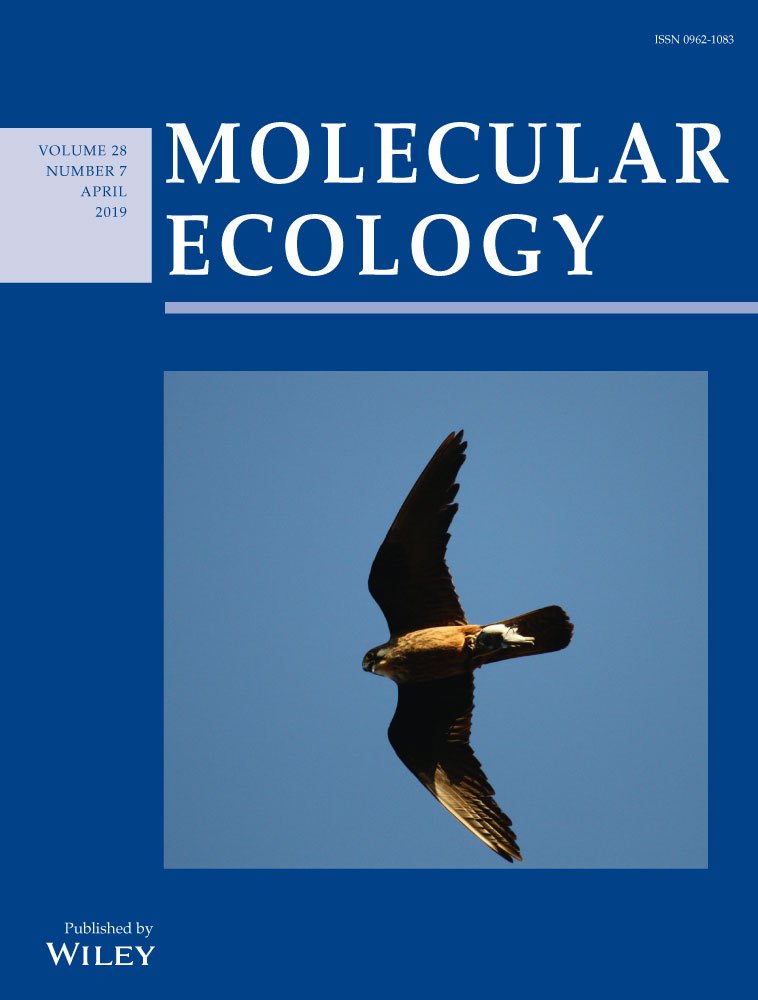 ISSN 0962-1083
VOLUME 28
NUMBER 7
APRIL
2019
MOLECULAR
ECOLOGY
Published by
WILEY